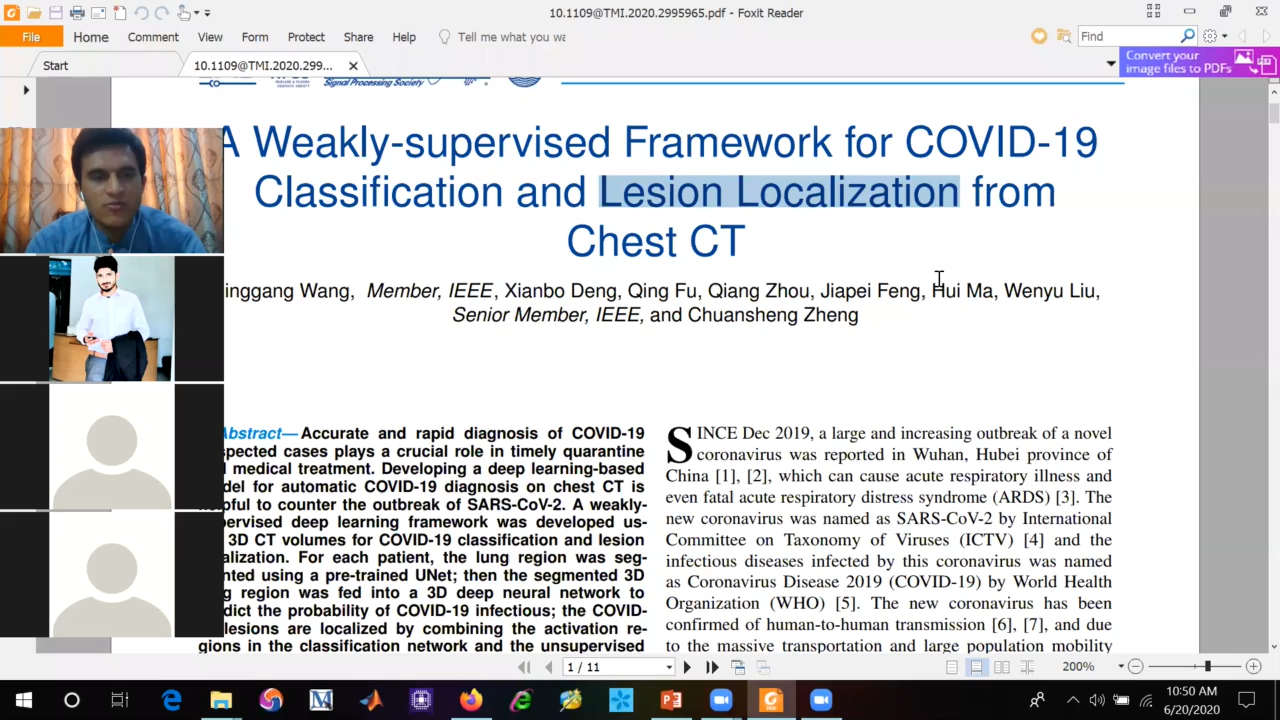 10.1109@TMI.2020.2995965.pdf - Foxit Reader
File Home Comment View Form Protect Share Help Tell me what you wa Find
Start 10.1109@TMI.2020.299...
Convert your
image files to PDFs
Signal Processing Society
A Weakly-supervised Framework for COVID-19
Classification and Lesion Localization from
Chest CT
inggang Wang, Member, IEEE, Xianbo Deng, Qing Fu, Qiang Zhou, Jiapei Feng, Hui Ma, Wenyu Liu,
Senior Member, IEEE, and Chuansheng Zheng
Abstract—Accurate and rapid diagnosis of COVID-19
spected cases plays a crucial role in timely quarantine
medical treatment. Developing a deep learning-based
del for automatic COVID-19 diagnosis on chest CT is
pful to counter the outbreak of SARS-CoV-2. A weakly-
pervised deep learning framework was developed us-
3D CT volumes for COVID-19 classification and lesion
alization. For each patient, the lung region was seg-
nted using a pre-trained UNet; then the segmented 3D
g region was fed into a 3D deep neural network to
dict the probability of COVID-19 infectious; the COVID-
lesions are localized by combining the activation re-
gions in the classification network and the unsupervised
SINCE Dec 2019, a large and increasing outbreak of a novel
coronavirus was reported in Wuhan, Hubei province of
China [1], [2], which can cause acute respiratory illness and
even fatal acute respiratory distress syndrome (ARDS) [3]. The
new coronavirus was named as SARS-CoV-2 by International
Committee on Taxonomy of Viruses (ICTV) [4] and the
infectious diseases infected by this coronavirus was named
as Coronavirus Disease 2019 (COVID-19) by World Health
Organization (WHO) [5]. The new coronavirus has been
confirmed of human-to-human transmission [6], [7], and due
to the massive transportation and large population mobility
1 / 11
200%
10:50 AM
6/20/2020